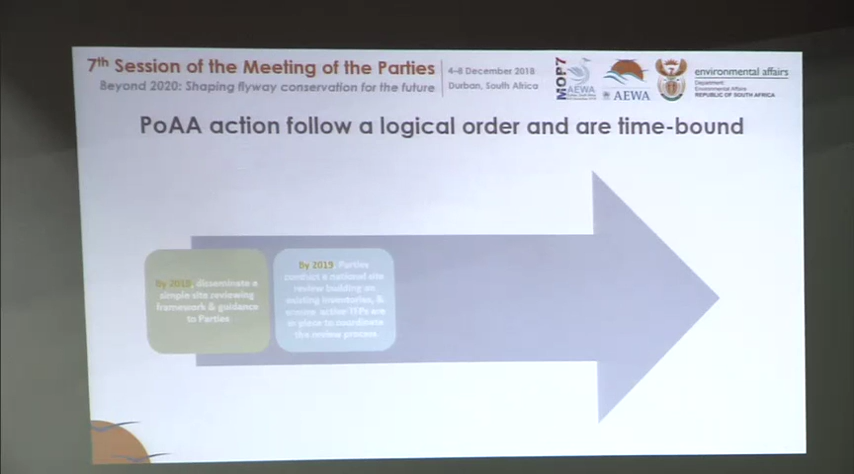 7th Session of the Meeting of the Parties
Beyond 2020: Shaping flyway conservation for the future
4–8 December 2018
Durban, South Africa
MOP7
AEWA
AEWA
environmental affairs
Department:
Environmental Affairs
REPUBLIC OF SOUTH AFRICA
PoAA action follow a logical order and are time-bound
By 2018, disseminate a
simple site reviewing
framework & guidance
to Parties
By 2019, Parties
conduct a national site
review building on
existing inventories, &
ensure active IFPs are
in place to coordinate
the review process